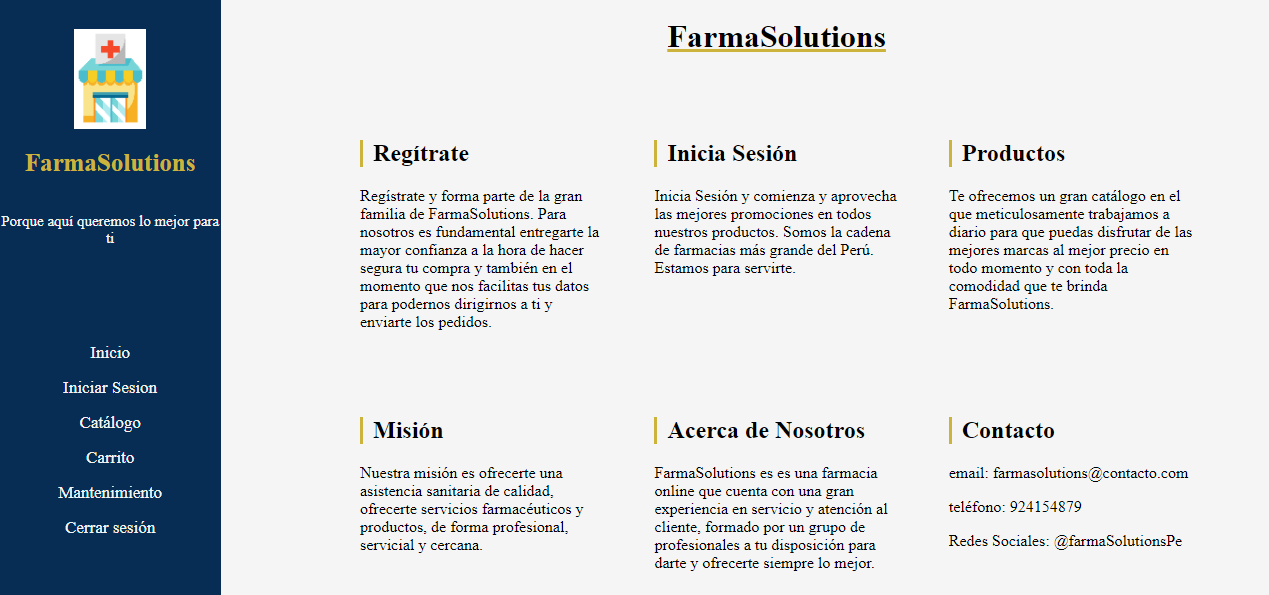 FarmaSolutions
Porque aquí queremos lo mejor para
ti
Inicio
Iniciar Sesion
Catálogo
Carrito
Mantenimiento
Cerrar sesión
FarmaSolutions
Regítrate
Regístrate y forma parte de la gran
familia de FarmaSolutions. Para
nosotros es fundamental entregarte la
mayor confianza a la hora de hacer
segura tu compra y también en el
momento que nos facilitas tus datos
para podernos dirigirnos a ti y
enviarte los pedidos.
Inicia Sesión
Inicia Sesión y comienza y aprovecha
las mejores promociones en todos
nuestros productos. Somos la cadena
de farmacias más grande del Perú.
Estamos para servirte.
Productos
Te ofrecemos un gran catálogo en el
que meticulosamente trabajamos a
diario para que puedas disfrutar de las
mejores marcas al mejor precio en
todo momento y con toda la
comodidad que te brinda
FarmaSolutions.
Misión
Nuestra misión es ofrecerte una
asistencia sanitaria de calidad,
ofrecerte servicios farmacéuticos y
productos, de forma profesional,
servicial y cercana.
Acerca de Nosotros
FarmaSolutions es es una farmacia
online que cuenta con una gran
experiencia en servicio y atención al
cliente, formado por un grupo de
profesionales a tu disposición para
darte y ofrecerte siempre lo mejor.
Contacto
email: farmasolutions@contacto.com
teléfono: 924154879
Redes Sociales: @farmaSolutionsPe